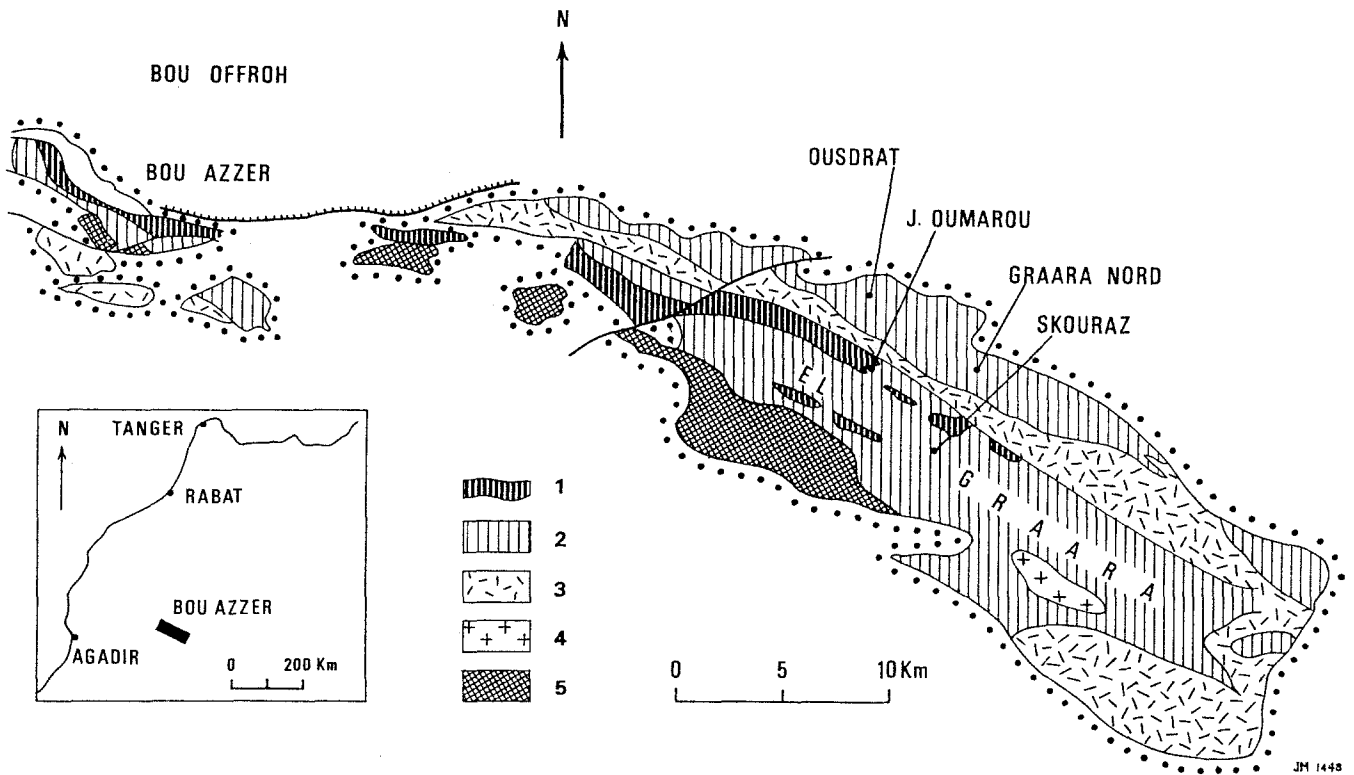 N
BOU OFFROH
BOU AZZER
OUSDRAT
J. OUMAROU
GRAARA NORD
SKOURAZ
EL
GRAARA
N
TANGER
RABAT
BOU AZZER
AGADIR
0 200 Km
1
2
3
4
5
0 5 10 Km
JM 1448